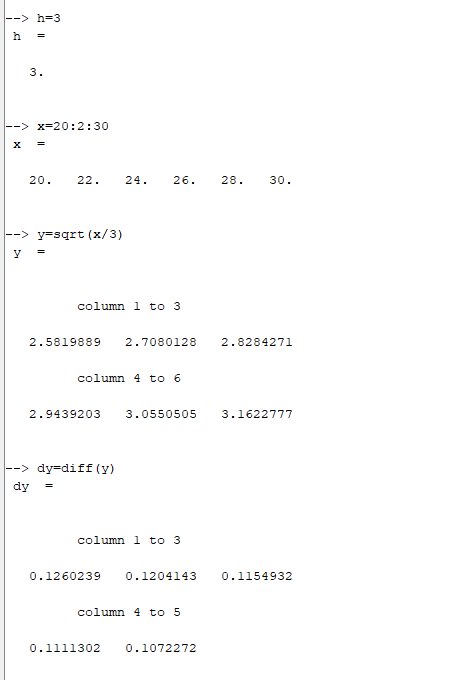 --> h=3
h  =
3.
--> x=20:2:30
x  =
20.   22.   24.   26.   28.   30.
--> y=sqrt(x/3)
y  =
column 1 to 3
2.5819889   2.7080128   2.8284271
column 4 to 6
2.9439203   3.0550505   3.1622777
--> dy=diff(y)
dy  =
column 1 to 3
0.1260239   0.1204143   0.1154932
column 4 to 5
0.1111302   0.1072272